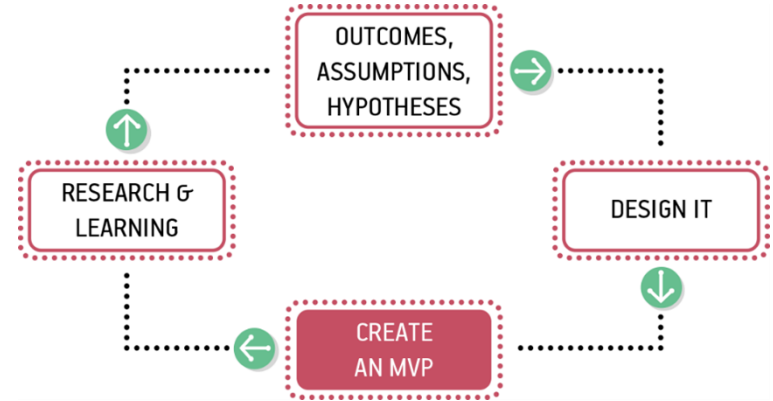 OUTCOMES,
ASSUMPTIONS,
HYPOTHESES
RESEARCH &
LEARNING
DESIGN IT
CREATE
AN MVP